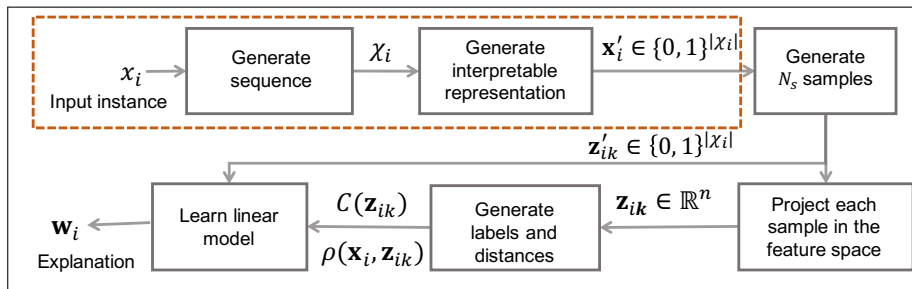 x_i
Input instance
Generate
sequence
χ_i
Generate
interpretable
representation
𝐱′_i ∈ {0, 1}^|χ_i|
Generate
N_s samples
𝐳′_ik ∈ {0, 1}^|χ_i|
Project each
sample in the
feature space
𝐳_ik ∈ ℝ^n
Generate
labels and
distances
C(𝐳_ik)
ρ(𝐱_i, 𝐳_ik)
Learn linear
model
𝐰_i
Explanation